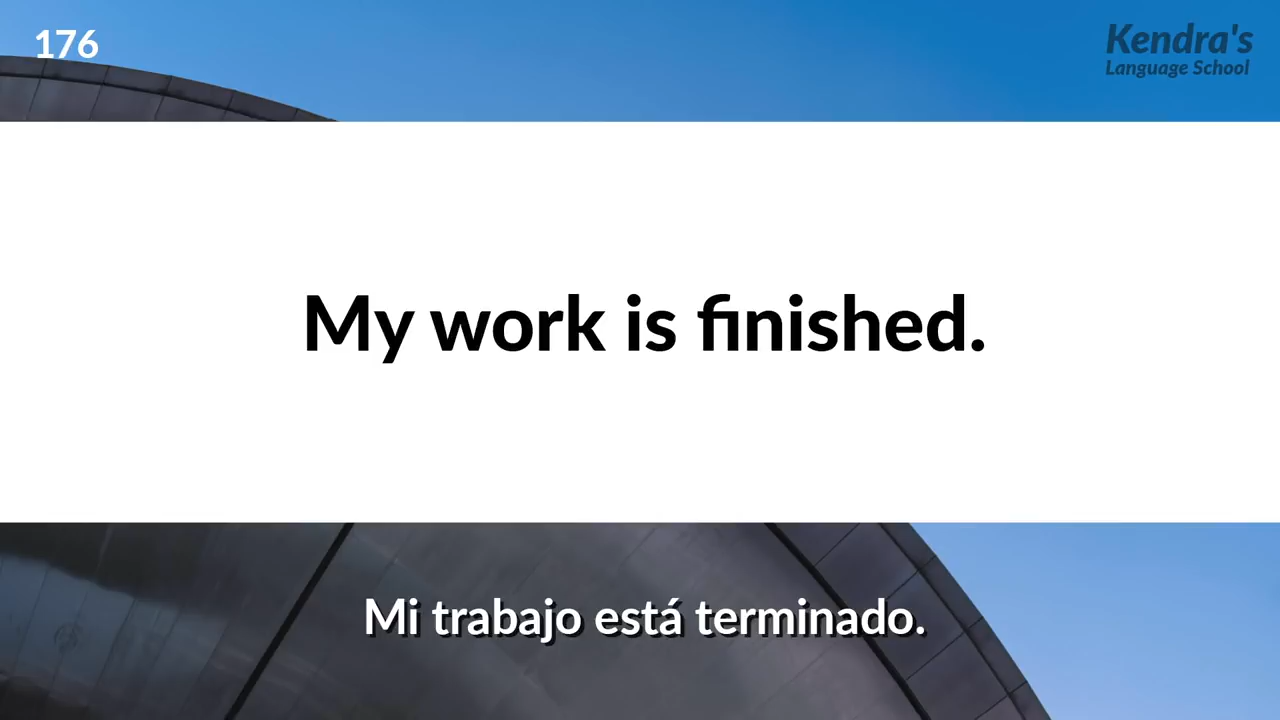 176
Kendra's
Language School
My work is finished.
Mi trabajo está terminado.